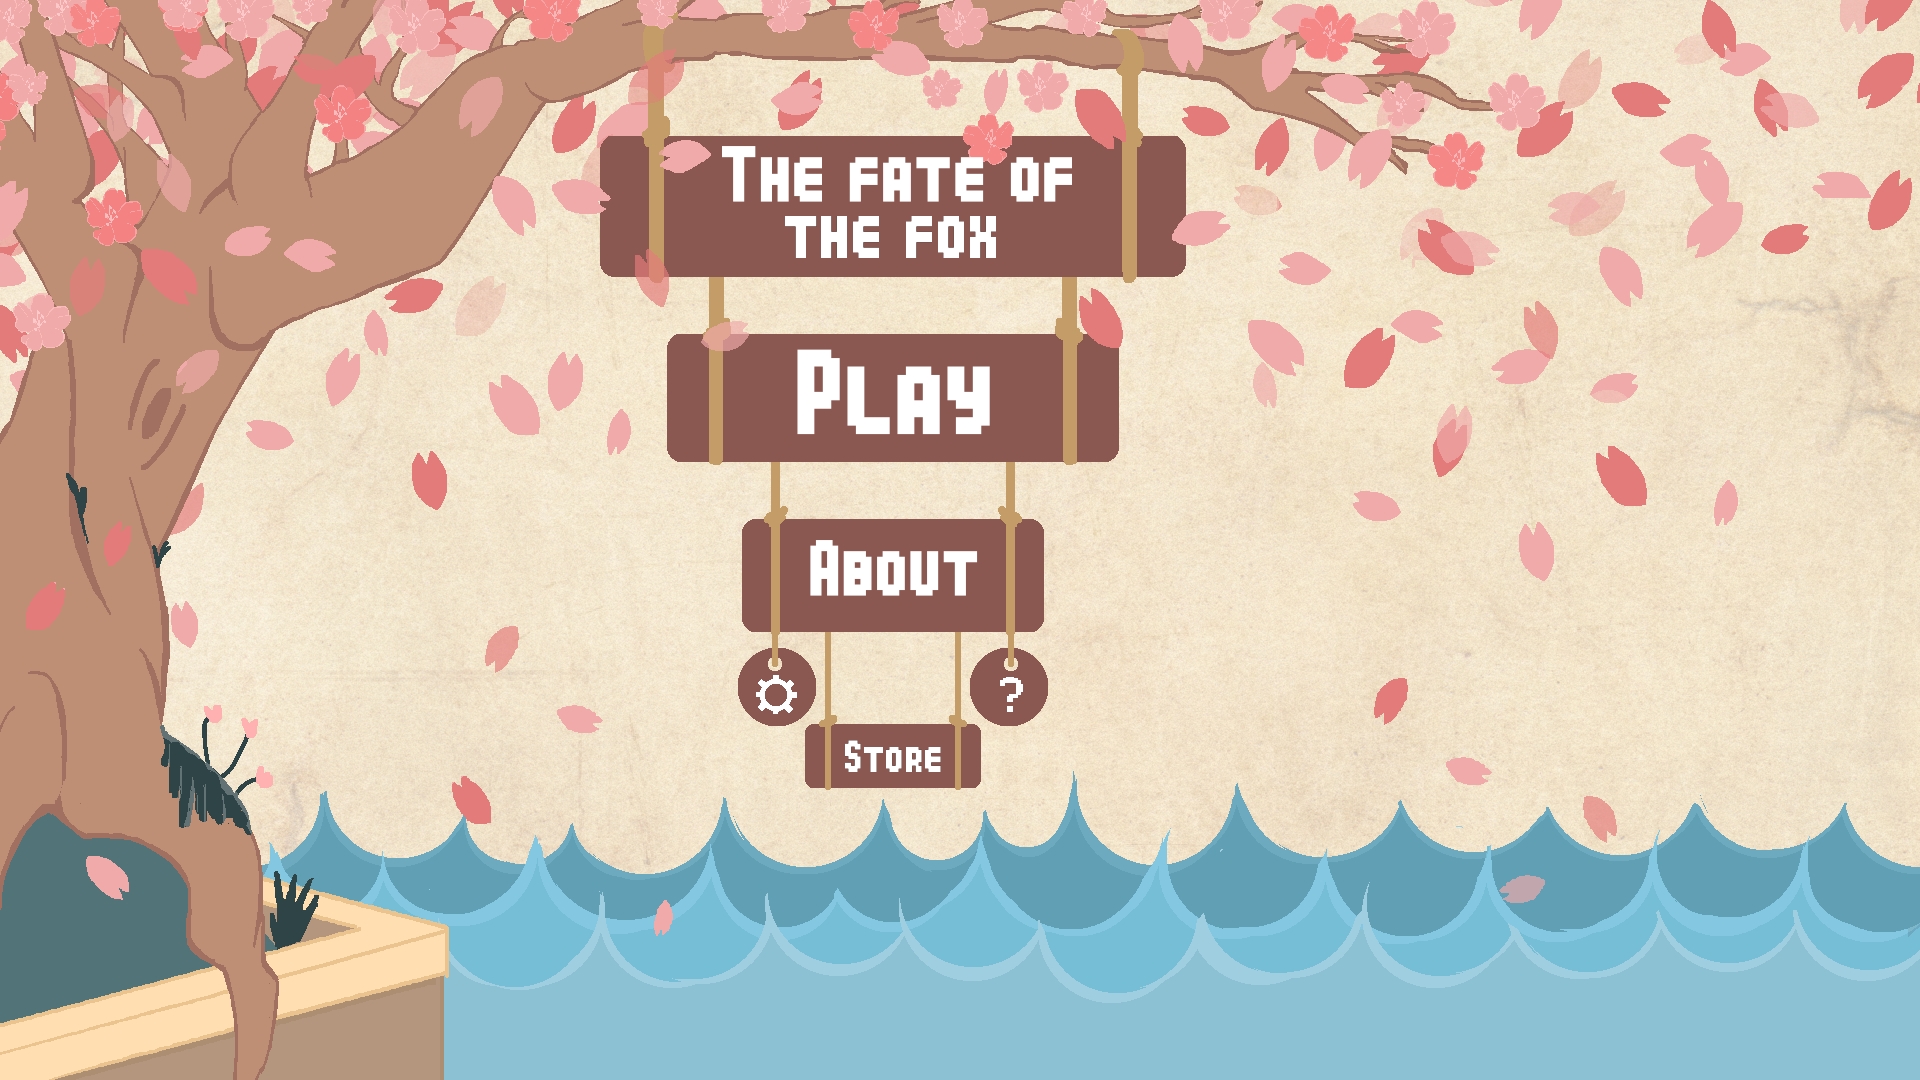 The fate of
the fox
Play
About
?
Store